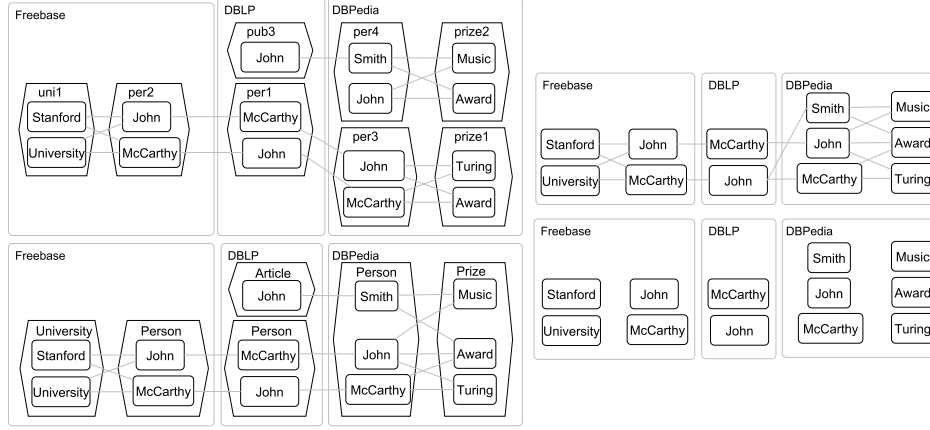 Freebase
uni1
Stanford
University
per2
John
McCarthy
DBLP
pub3
John
per1
McCarthy
John
DBPedia
per4
Smith
John
prize2
Music
Award
per3
John
McCarthy
prize1
Turing
Award
Freebase
University
Stanford
University
Person
John
McCarthy
DBLP
Article
John
Person
McCarthy
John
DBPedia
Person
Smith
John
McCarthy
Prize
Music
Award
Turing
Freebase
Stanford
University
John
McCarthy
DBLP
McCarthy
John
DBPedia
Smith
John
McCarthy
Music
Award
Turing
Freebase
Stanford
University
John
McCarthy
DBLP
McCarthy
John
DBPedia
Smith
John
McCarthy
Music
Award
Turing